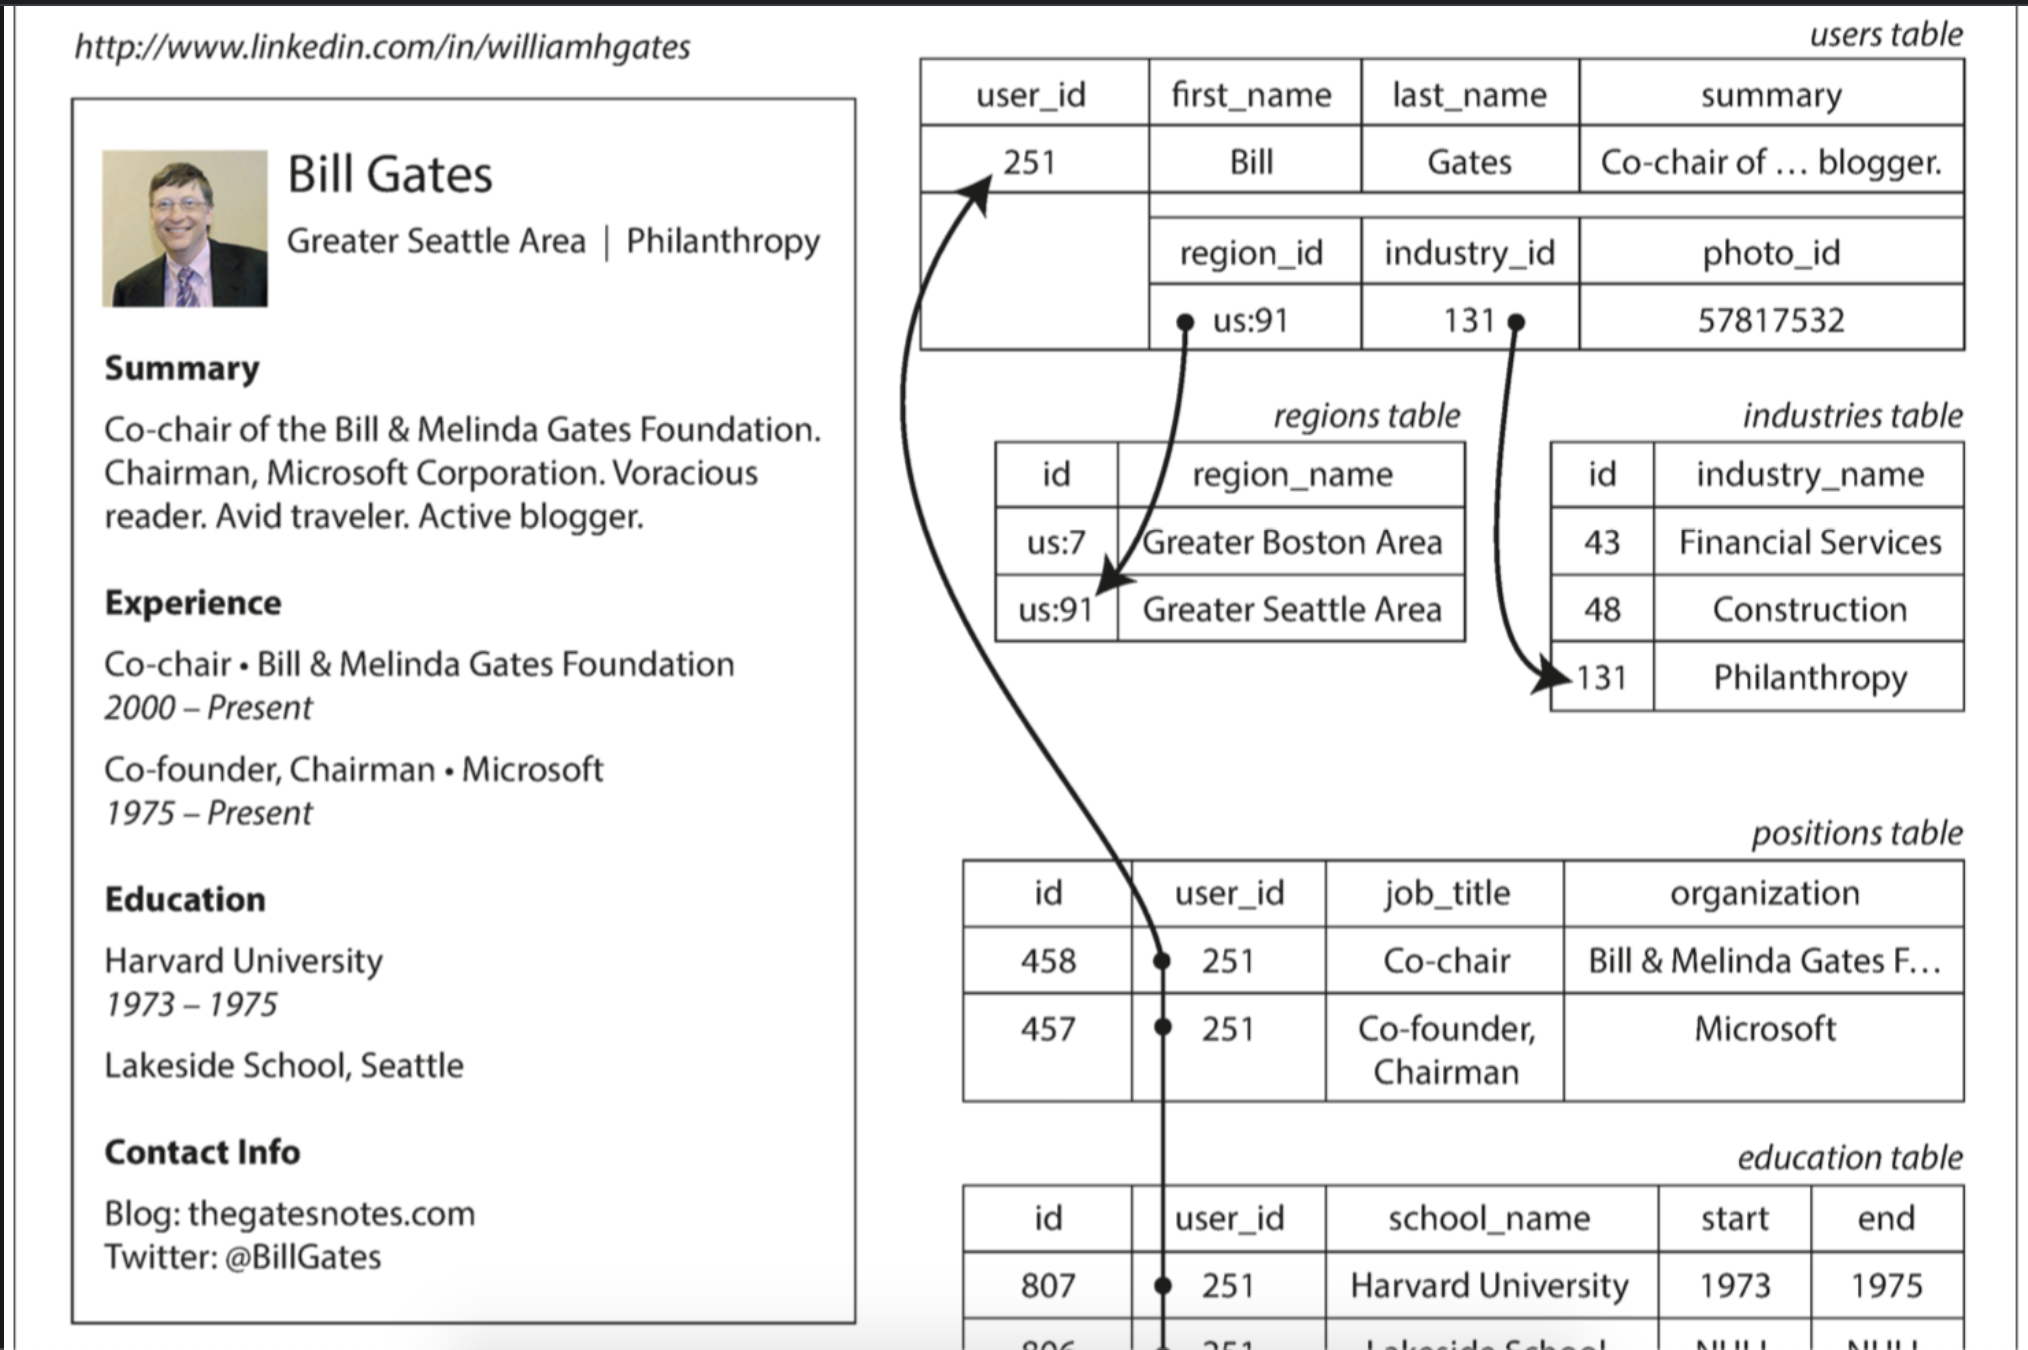 http://www.linkedin.com/in/williamhgates
Bill Gates
Greater Seattle Area | Philanthropy
Summary
Co-chair of the Bill & Melinda Gates Foundation.
Chairman, Microsoft Corporation. Voracious
reader. Avid traveler. Active blogger.
Experience
Co-chair • Bill & Melinda Gates Foundation
2000 – Present
Co-founder, Chairman • Microsoft
1975 – Present
Education
Harvard University
1973 – 1975
Lakeside School, Seattle
Contact Info
Blog: thegatesnotes.com
Twitter: @BillGates
users table
user_id first_name last_name summary
251 Bill Gates Co-chair of … blogger.
region_id industry_id photo_id
us:91 131 57817532
regions table
id region_name
us:7 Greater Boston Area
us:91 Greater Seattle Area
industries table
id industry_name
43 Financial Services
48 Construction
131 Philanthropy
positions table
id user_id job_title organization
458 251 Co-chair Bill & Melinda Gates F…
457 251 Co-founder, Microsoft
Chairman
education table
id user_id school_name start end
807 251 Harvard University 1973 1975
806 251 Lakeside School NULL NULL